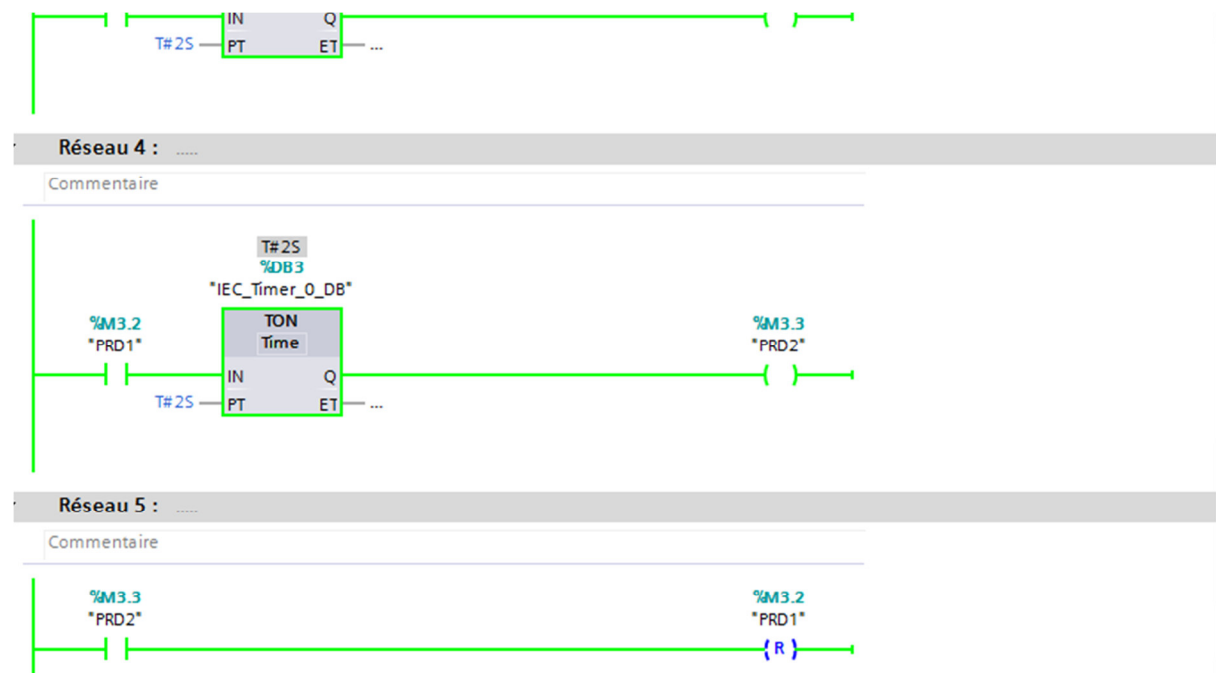 IN Q
T#2S PT ET ...
Réseau 4 : .....
Commentaire
T#2S
%DB3
"IEC_Timer_0_DB"
%M3.2
"PRD1"
TON
Time
%M3.3
"PRD2"
IN Q
T#2S PT ET ...
Réseau 5 : .....
Commentaire
%M3.3
"PRD2"
%M3.2
"PRD1"
R